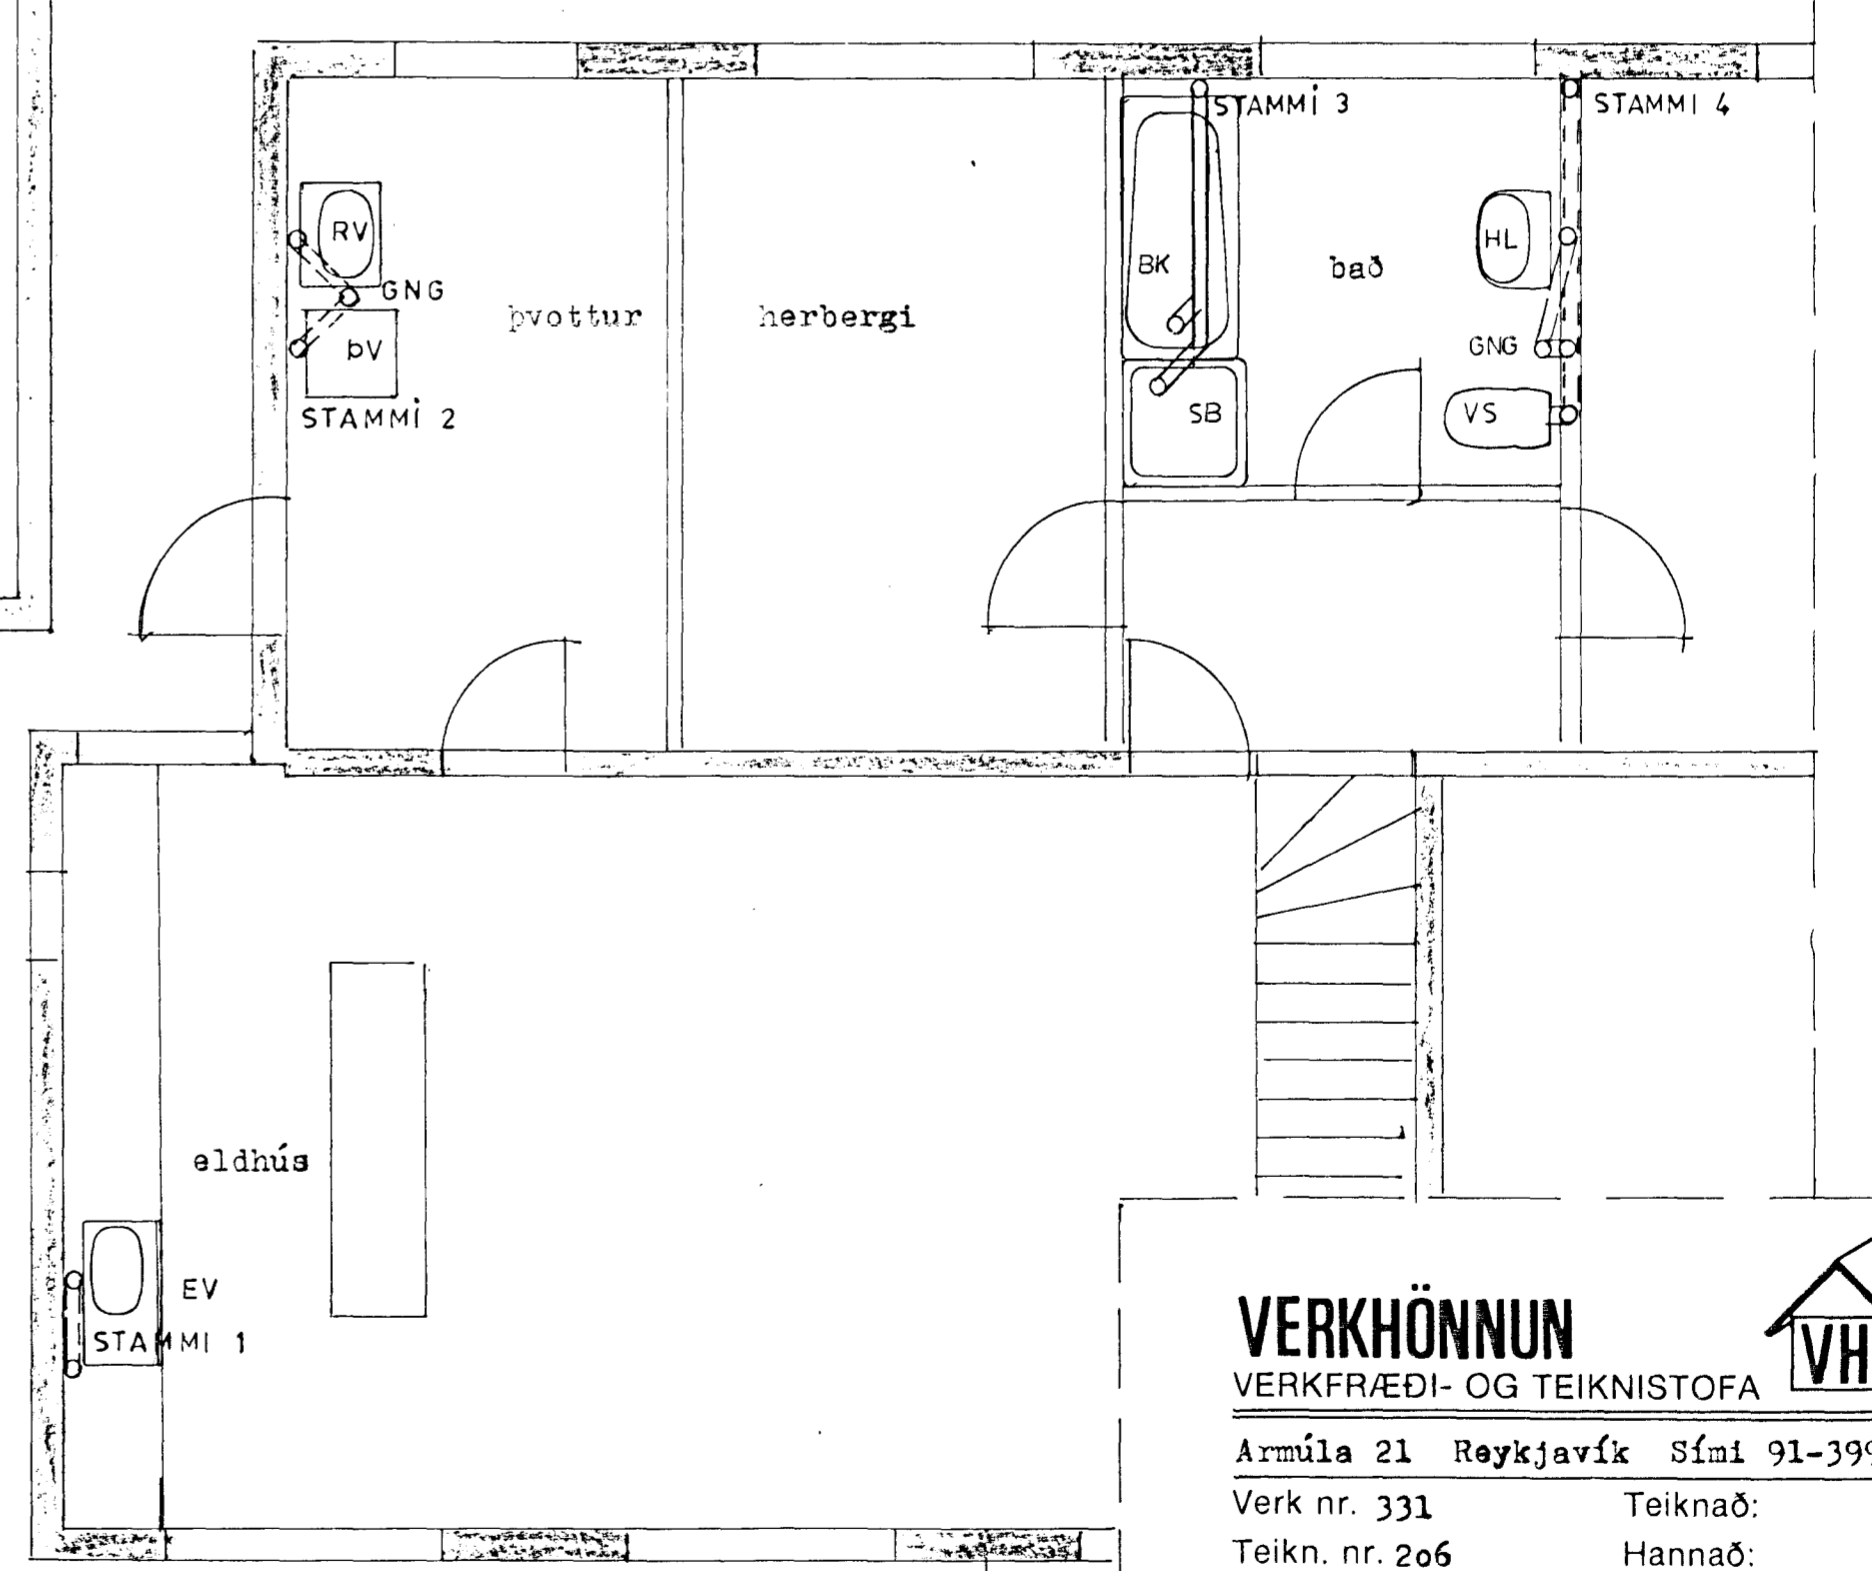 STAMMI 3
STAMMI 4
RV
GNG
þvottur
herbergi
BK
bað
HL
GNG
þV
STAMMI 2
SB
VS
eldhús
EV
STAMMI 1
VERKHÖNNUN
VH
VERKFRÆÐI- OG TEIKNISTOFA
Armúla 21 Reykjavík Sími 91-399
Verk nr. 331 Teiknað:
Teikn. nr. 206 Hannað: